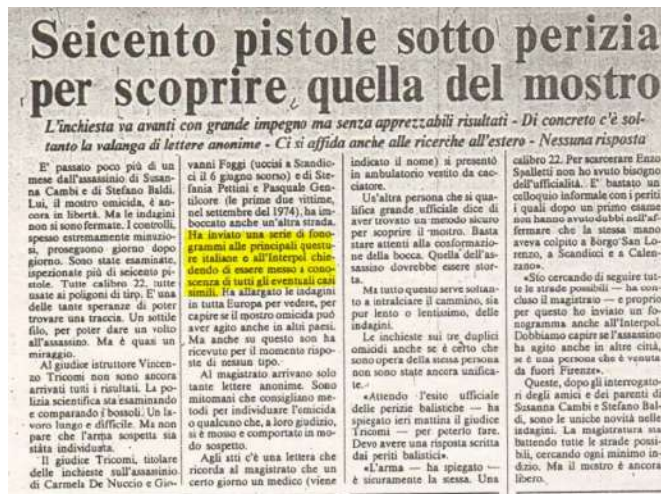 Seicento pistole sotto perizia
per scoprire quella del mostro
L'inchiesta va avanti con grande impegno ma senza apprezzabili risultati - Di concreto c'è sol-
tanto la valanga di lettere anonime - Ci si affida anche alle ricerche all'estero - Nessuna risposta
E' passato poco più di un
mese dall'assassinio di Susan-
na Cambi e di Stefano Baldi.
Lui, il mostro omicida, è an-
cora in libertà. Ma le indagini
non si sono fermate. I controlli,
spesso estremamente minuzio-
si, proseguono giorno dopo
giorno. Sono state esaminate,
ispezionate più di seicento pi-
stole. Tutte calibro 22, tutte
usate ai poligoni di tiro. E' una
delle tante speranze di poter
trovare una traccia. Un sottile
filo, per poter dare un volto
all'assassino. Ma è quasi un
miraggio.
Al giudice istruttore Vincen-
zo Tricomi non sono ancora
arrivati tutti i risultati. La po-
lizia scientifica sta esaminando
e comparando i bossoli. Un la-
voro lungo e difficile. Ma non
pare che l'arma sospetta sia
stata individuata.
Il giudice Tricomi, titolare
delle inchieste sull'assassinio
di Carmela De Nuccio e Gio-
vanni Foggi (uccisi a Scandic-
ci il 6 giugno scorso) e di Ste-
fania Pettini e Pasquale Gen-
tilcore (le prime due vittime,
nel settembre del 1974), ha im-
boccato anche un'altra strada.
Ha inviato una serie di fono-
grammi alle principali questu-
re italiane o all'Interpol chie-
dendo di essere messo a cono-
scenza di tutti gli eventuali casi
simili. Ha allargato le indagini
in tutta Europa per vedere, per
capire se il mostro omicida può
aver agito anche in altri paesi.
Ma anche su questo non ha
ricevuto per il momento rispo-
ste di nessun tipo.
Al magistrato arrivano solo
tante lettere anonime. Sono
mitomani che consigliano me-
todi per individuare l'omicida
o qualcuno che, a loro giudizio,
si è mosso e comportato in mo-
do sospetto.
Agli atti c'è una lettera che
ricorda al magistrato che un
certo giorno un medico (viene
indicato il nome) si presentò
in ambulatorio vestito da cac-
ciatore.
Un'altra persona che si qua-
lifica grande ufficiale dice di
aver trovato un metodo sicuro
per scoprire il mostro. Basta
stare attenti alla conformazio-
ne della bocca. Quella dell'as-
sassino dovrebbe essere stor-
ta.
Ma tutto questo serve soltan-
to a intralciare il cammino, sia
pur lento o lentissimo, delle
indagini.
Le inchieste sui tre duplici
omicidi anche se è certo che
sono opera della stessa persona
non sono state ancora unifica-
te.
«Attendo l'esito ufficiale
delle perizie balistiche — ha
spiegato ieri mattina il giudice
Tricomi — per poterlo fare.
Devo avere una risposta scritta
dai periti balistici».
«L'arma — ha spiegato —
è sicuramente la stessa. Una
calibro 22. Per scarcerare Enzo
Spalletti non ho avuto bisogno
dell'ufficialità. E' bastato un
colloquio informale con i periti
i quali dopo un primo esame
non hanno avuto dubbi nell'af-
fermare che la stessa mano
aveva colpito a Borgo San Lo-
renzo, a Scandicci e a Calen-
zano».
«Sto cercando di seguire tut-
te le strade possibili — ha con-
cluso il magistrato — e proprio
per questo ho inviato un fo-
nogramma anche all'Interpol.
Dobbiamo capire se l'assassino
ha agito anche in altre città,
se è una persona che è venuta
da fuori Firenze».
Queste, dopo gli interrogato-
ri degli amici e dei parenti di
Susanna Cambi e Stefano Bal-
di, sono le uniche novità nelle
indagini. La magistratura sta
battendo tutte le strade possi-
bili, cercando ogni minimo in-
dizio. Ma il mostro è ancora
libero.